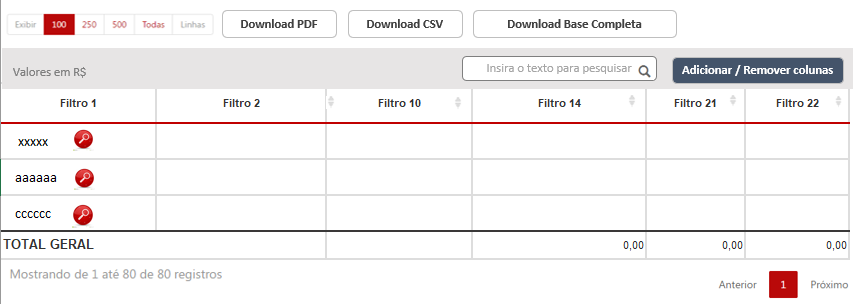 Exibir 100 250 500 Todas Linhas Download PDF Download CSV Download Base Completa
Valores em R$ Insira o texto para pesquisar Adicionar / Remover colunas
Filtro 1 Filtro 2 Filtro 10 Filtro 14 Filtro 21 Filtro 22
xxxxx
aaaaaa
cccccc
TOTAL GERAL 0,00 0,00 0,00
Mostrando de 1 até 80 de 80 registros
Anterior 1 Próximo